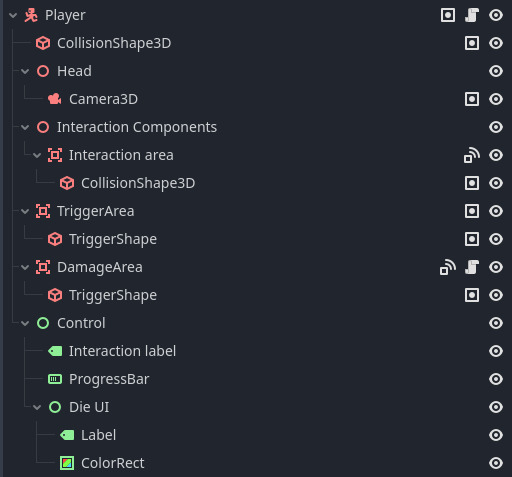 Player
CollisionShape3D
Head
Camera3D
Interaction Components
Interaction area
CollisionShape3D
TriggerArea
TriggerShape
DamageArea
TriggerShape
Control
Interaction label
ProgressBar
Die UI
Label
ColorRect